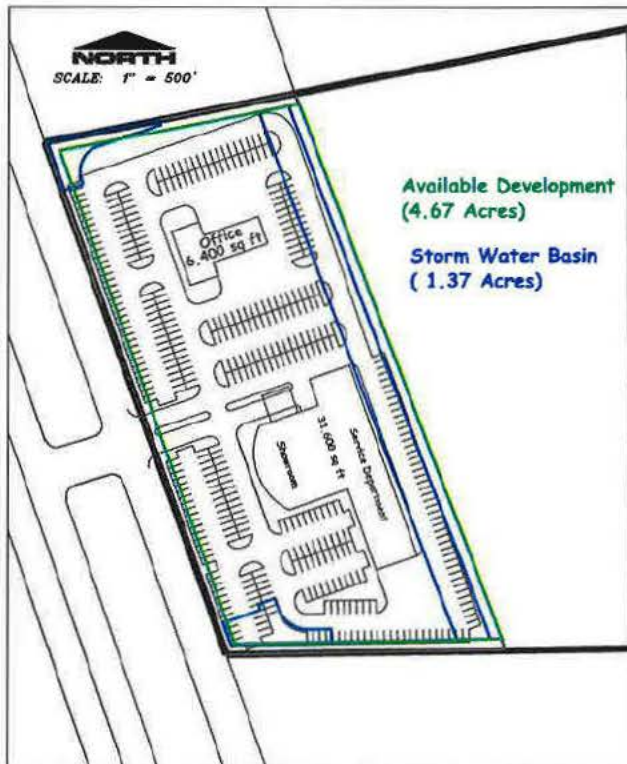 NORTH
SCALE: 1" = 500'
Available Development
(4.67 Acres)
Storm Water Basin
( 1.37 Acres)
Office
6,400 sq ft
Service Department
31,600 sq ft
Showroom